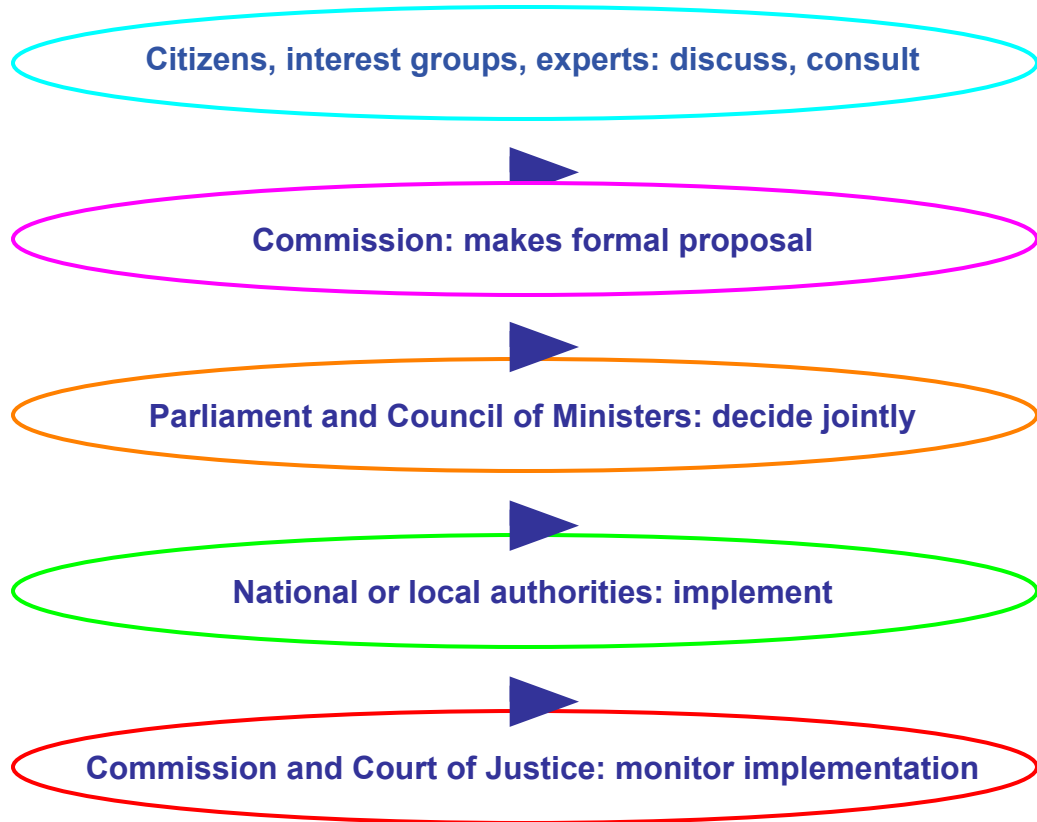 Citizens, interest groups, experts: discuss, consult
Commission: makes formal proposal
Parliament and Council of Ministers: decide jointly
National or local authorities: implement
Commission and Court of Justice: monitor implementation